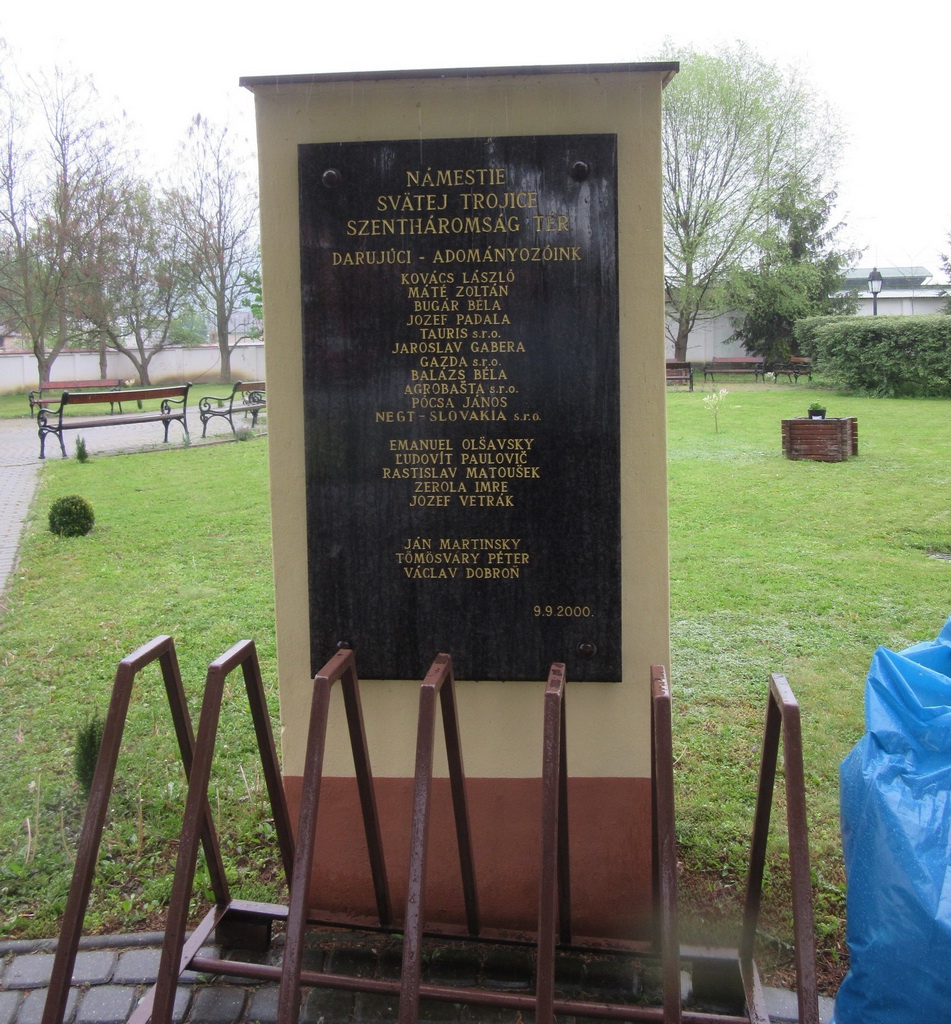 NÁMESTIE
SVÄTEJ TROJICE
SZENTHÁROMSÁG TÉR
DARUJÚCI - ADOMÁNYOZÓINK
KOVÁCS LÁSZLÓ
MÁTÉ ZOLTÁN
BUGÁR BÉLA
JOZEF PADALA
TAURIS s.r.o.
JAROSLAV GABERA
GAZDA s.r.o.
BALÁZS BÉLA
AGROBAŠTA s.r.o.
PÓCSA JÁNOS
NEGT-SLOVAKIA s.r.o.
EMANUEL OLŠAVSKY
ĽUDOVÍT PAULOVIČ
RASTISLAV MATOUŠEK
ZEROLA IMRE
JOZEF VETRÁK
JÁN MARTINSKY
TÖMÖSVÁRY PÉTER
VÁCLAV DOBROŇ
9.9.2000.